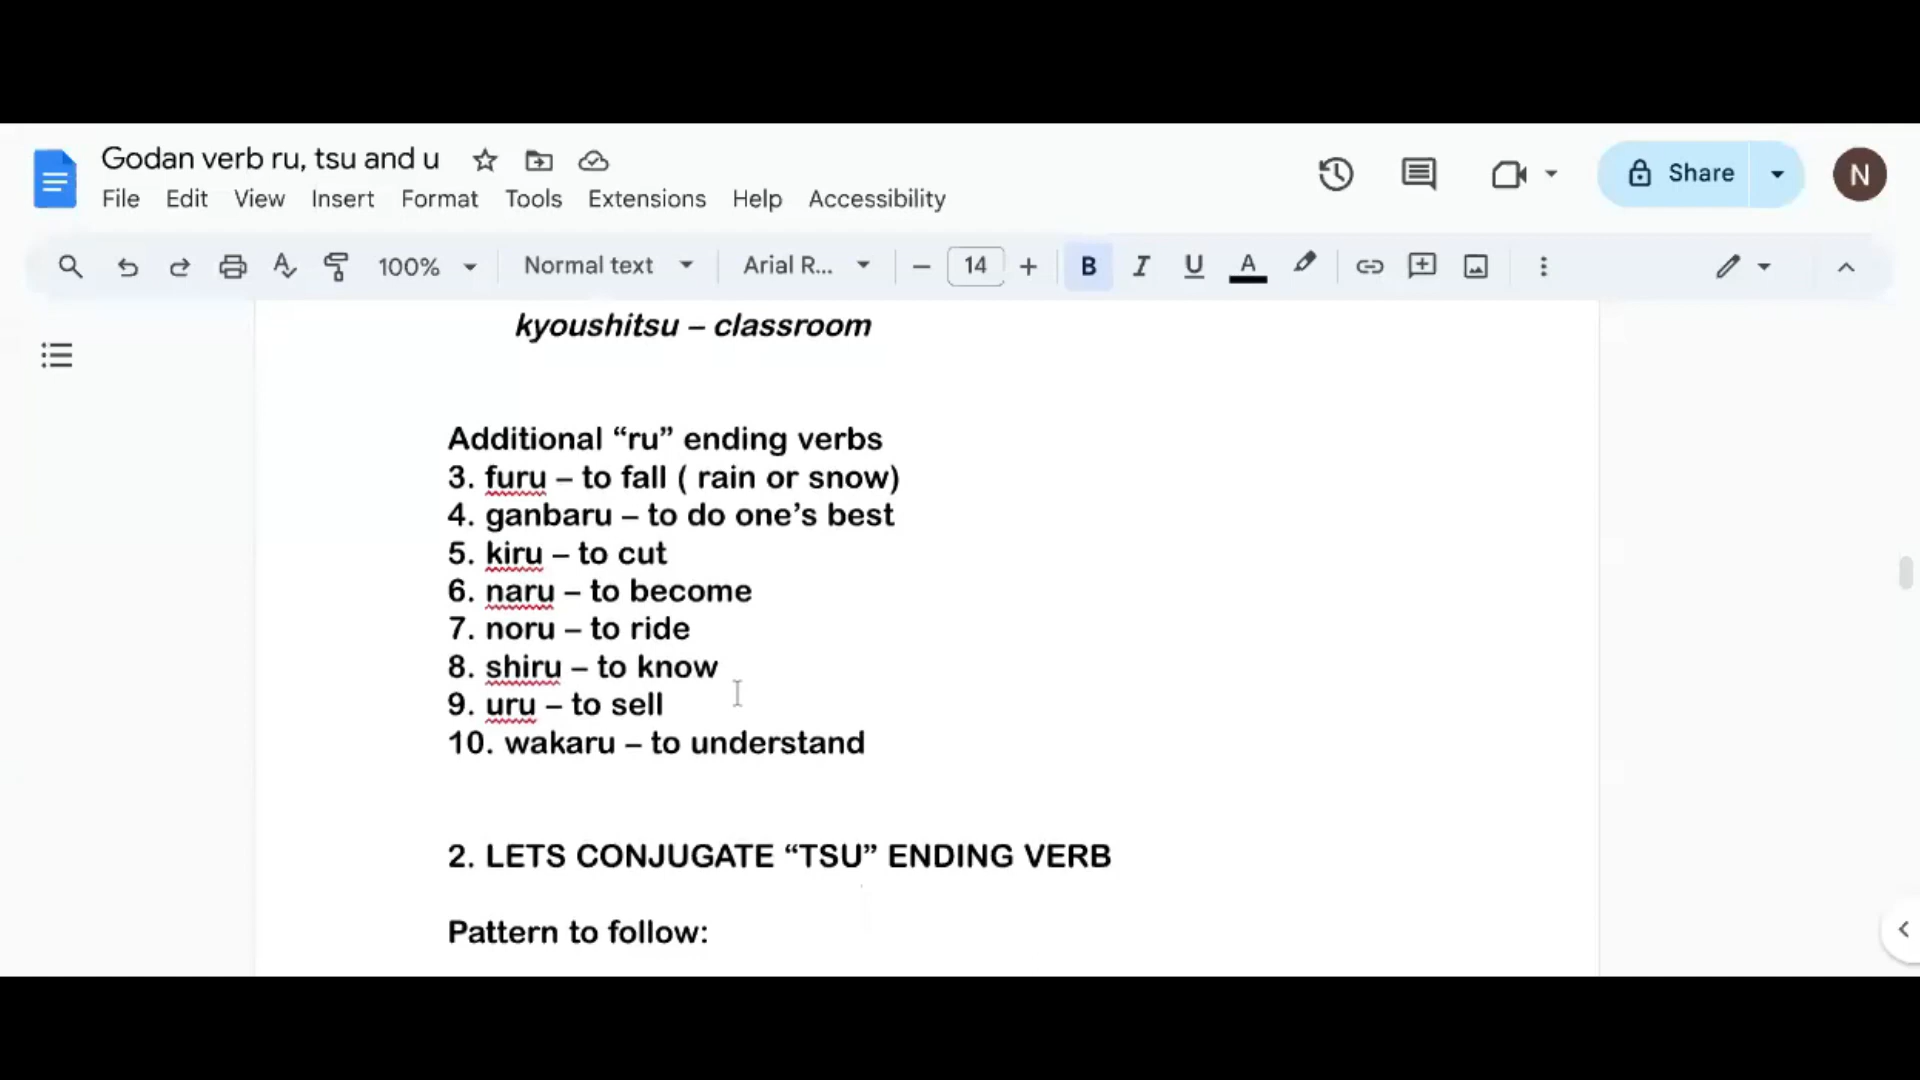 Godan verb ru, tsu and u
File Edit View Insert Format Tools Extensions Help Accessibility
Share
N
100% Normal text Arial R... 14 B I U A
kyoushitsu – classroom
Additional “ru” ending verbs
3. furu – to fall ( rain or snow)
4. ganbaru – to do one’s best
5. kiru – to cut
6. naru – to become
7. noru – to ride
8. shiru – to know
9. uru – to sell
10. wakaru – to understand
2. LETS CONJUGATE “TSU” ENDING VERB
Pattern to follow: